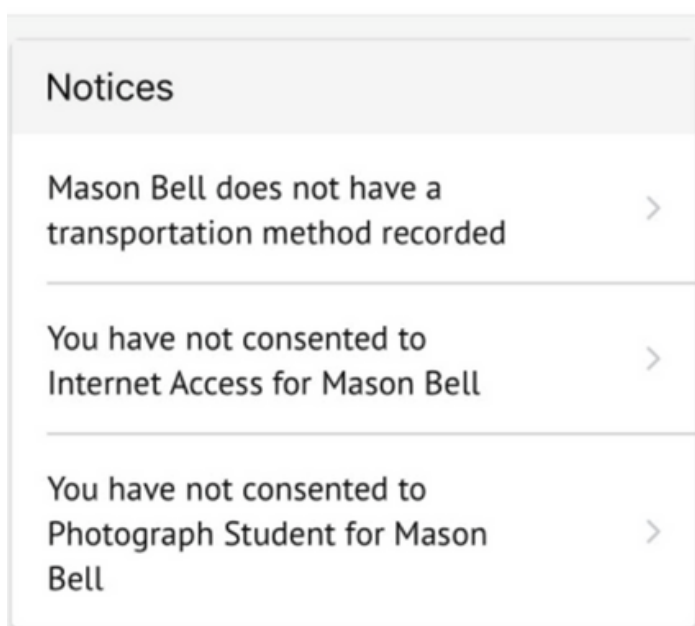 Notices
Mason Bell does not have a
transportation method recorded
You have not consented to
Internet Access for Mason Bell
You have not consented to
Photograph Student for Mason
Bell